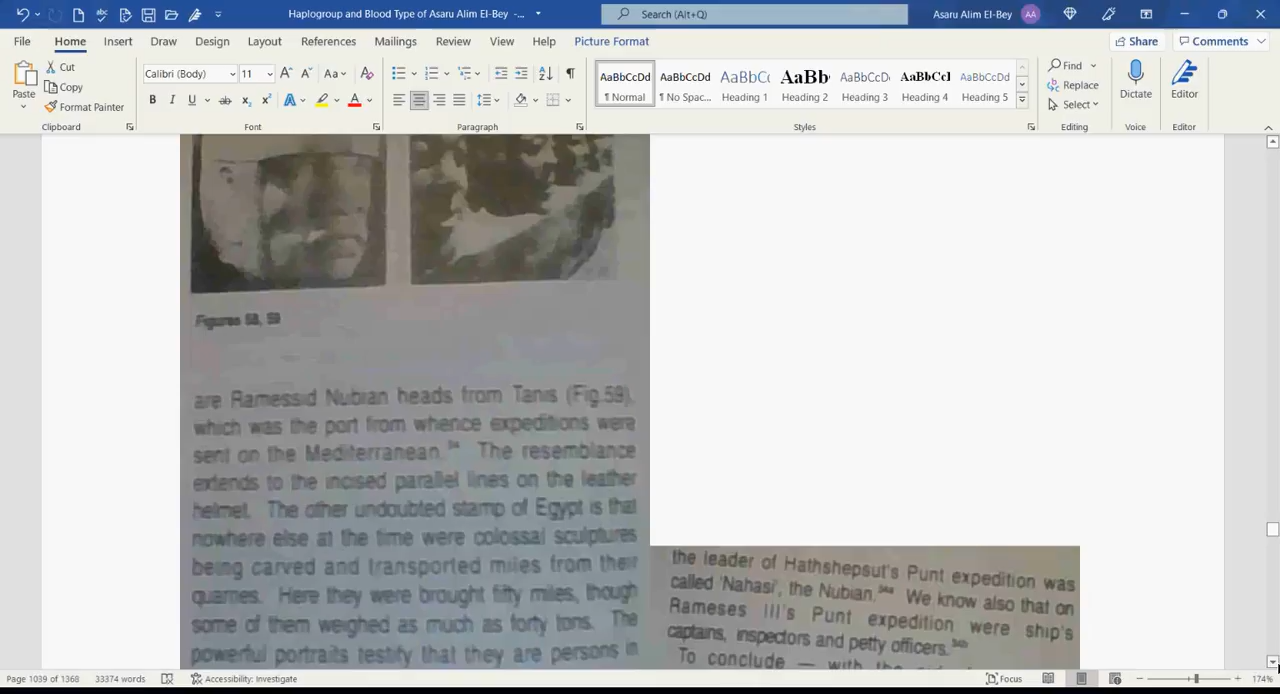 Haplogroup and Blood Type of Asaru Alim El-Bey -...
Search (Alt+Q)
Asaru Alim El-Bey
AA
File
Home
Insert
Draw
Design
Layout
References
Mailings
Review
View
Help
Picture Format
Share
Comments
Paste
Cut
Copy
Format Painter
Clipboard
Calibri (Body)
11
Font
Paragraph
AaBbCcDd
¶ Normal
AaBbCcDd
¶ No Spac...
AaBbC
Heading 1
AaBb
Heading 2
AaBbCcDd
Heading 3
AaBbCcI
Heading 4
AaBbCcDd
Heading 5
Styles
Find
Replace
Select
Editing
Dictate
Voice
Editor
Editor
Figures 58, 59
are Ramessid Nubian heads from Tanis (Fig.59),
which was the port from whence expeditions were
sent on the Mediterranean. The resemblance
extends to the incised parallel lines on the leather
helmet. The other undoubted stamp of Egypt is that
nowhere else at the time were colossal sculptures
being carved and transported miles from their
quarries. Here they were brought fifty miles, though
some of them weighed as much as forty tons. The
powerful portraits testify that they are persons in
the leader of Hathshepsut's Punt expedition was
called 'Nahasi', the Nubian. We know also that on
Rameses III's Punt expedition were ship's
captains, inspectors and petty officers.
To conclude — with the
Page 1039 of 1368
33374 words
Accessibility: Investigate
Focus
174%